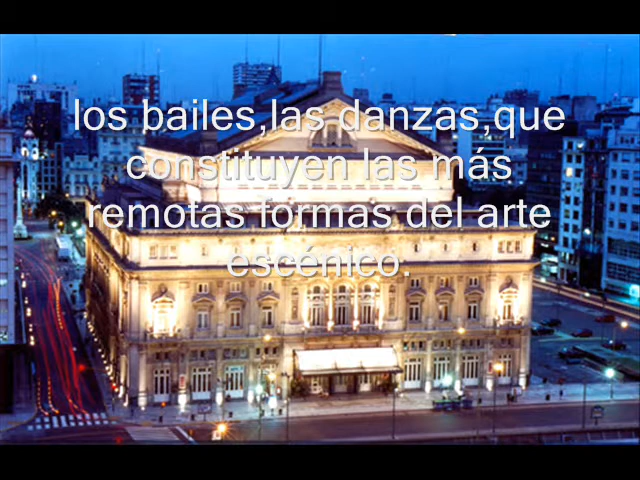 los bailes,las danzas,que
constituyen las más
remotas formas del arte
escénico.